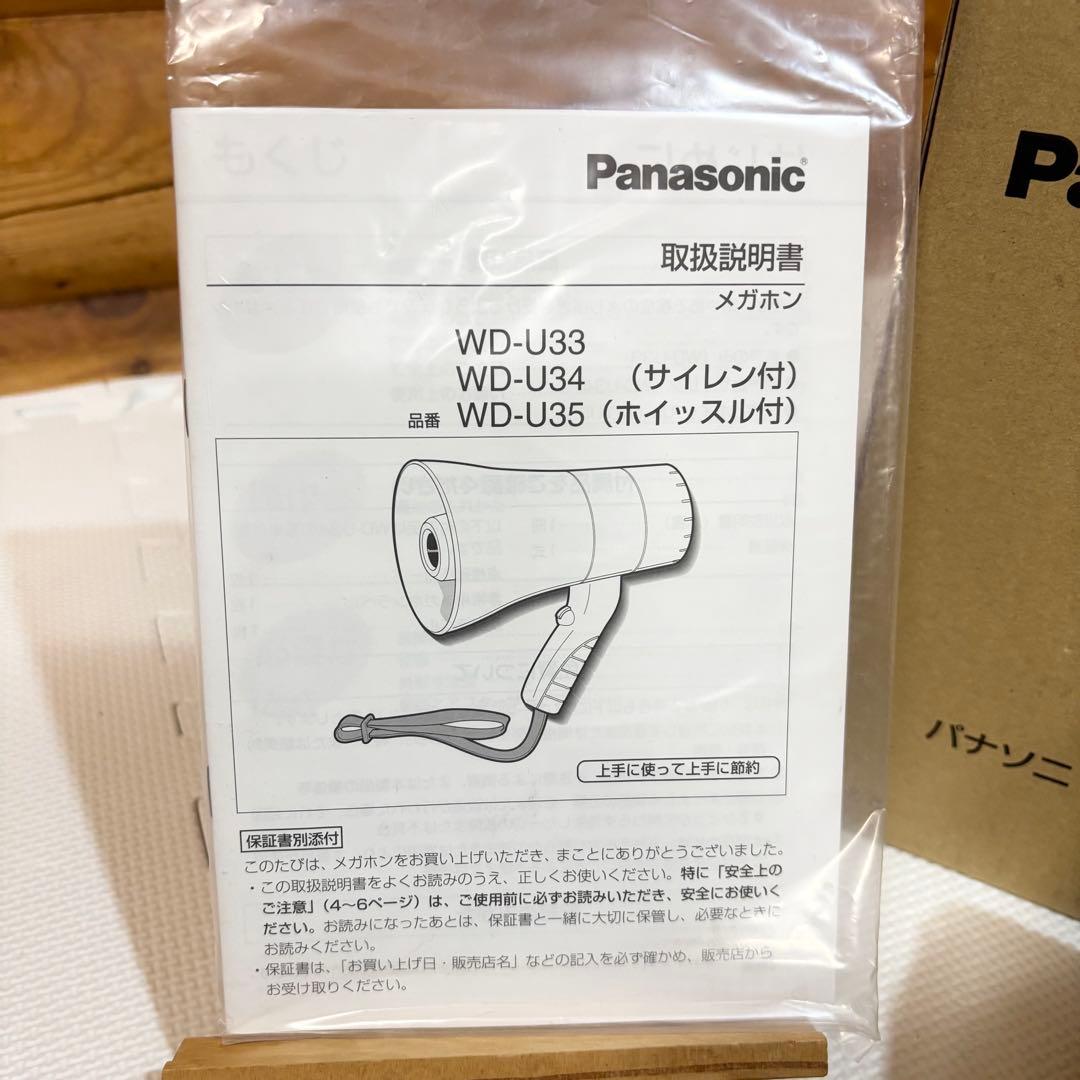 Panasonic®
取扱説明書
メガホン
WD-U33
WD-U34 （サイレン付）
品番 WD-U35（ホイッスル付）
上手に使って上手に節約
保証書別添付
このたびは、メガホンをお買い上げいただき、まことにありがとうございました。
・この取扱説明書をよくお読みのうえ、正しくお使いください。特に「安全上の
ご注意」（4～6ページ）は、ご使用前に必ずお読みいただき、安全にお使いく
ださい。お読みになったあとは、保証書と一緒に大切に保管し、必要なときに
お読みください。
・保証書は、「お買い上げ日・販売店名」などの記入を必ず確かめ、販売店から
お受け取りください。
Pa
パナソニ